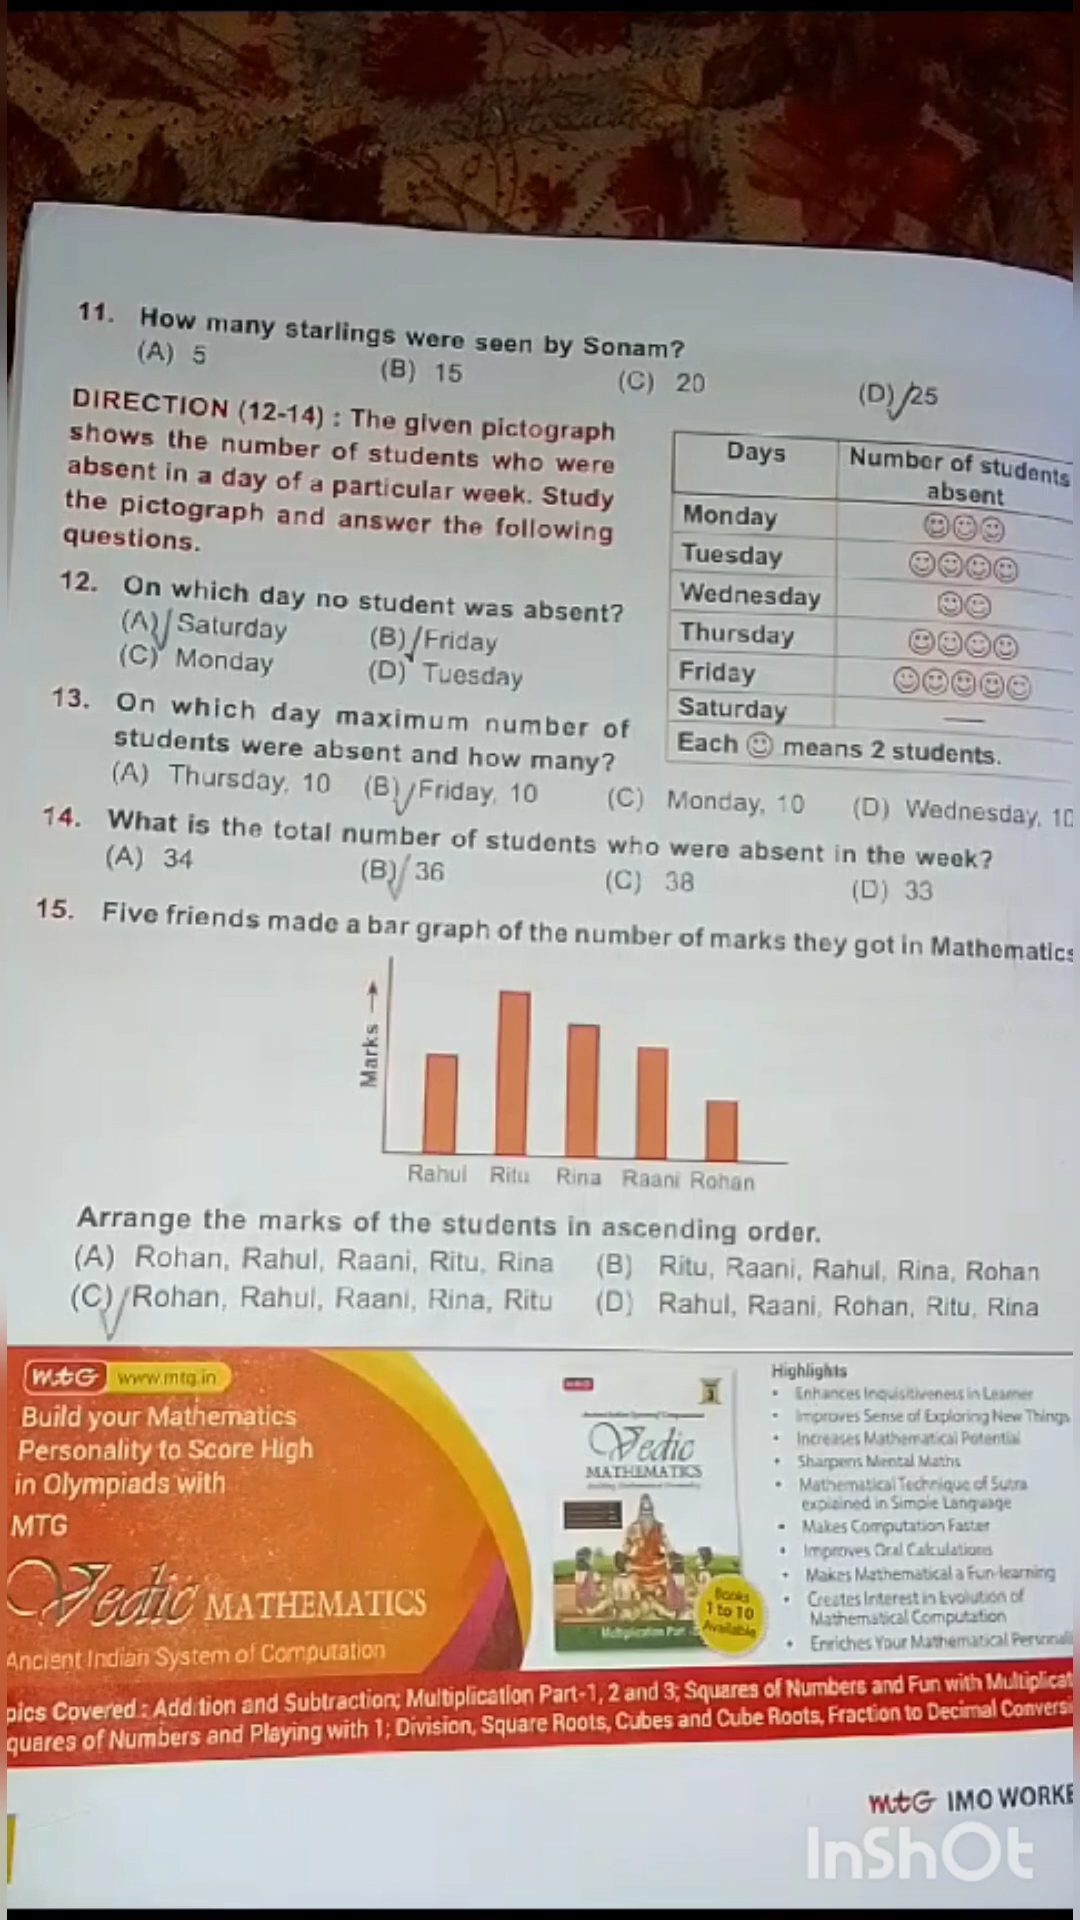 11. How many starlings were seen by Sonam?
(A) 5 (B) 15 (C) 20 (D) 25
DIRECTION (12-14) : The given pictograph
shows the number of students who were
absent in a day of a particular week. Study
the pictograph and answer the following
questions.
Days Number of students
absent
Monday
Tuesday
Wednesday
Thursday
Friday
Saturday
Each ☺ means 2 students.
12. On which day no student was absent?
(A) Saturday (B) Friday
(C) Monday (D) Tuesday
13. On which day maximum number of
students were absent and how many?
(A) Thursday, 10 (B) Friday, 10 (C) Monday, 10 (D) Wednesday, 10
14. What is the total number of students who were absent in the week?
(A) 34 (B) 36 (C) 38 (D) 33
15. Five friends made a bar graph of the number of marks they got in Mathematics
Marks
Rahul Ritu Rina Raani Rohan
Arrange the marks of the students in ascending order.
(A) Rohan, Rahul, Raani, Ritu, Rina (B) Ritu, Raani, Rahul, Rina, Rohan
(C) Rohan, Rahul, Raani, Rina, Ritu (D) Rahul, Raani, Rohan, Ritu, Rina
mtG www.mtg.in
Build your Mathematics
Personality to Score High
in Olympiads with
MTG
Vedic MATHEMATICS
Ancient Indian System of Computation
3
Vedic
MATHEMATICS
Books
1 to 10
Available
Multiplication Part
Highlights
• Enhances Inquisitiveness in Learner
• Improves Sense of Exploring New Things
• Increases Mathematical Potential
• Sharpens Mental Maths
• Mathematical Technique of Sutra
explained in Simple Language
• Makes Computation Faster
• Improves Oral Calculations
• Makes Mathematical a Fun-learning
• Creates Interest in Evolution of
Mathematical Computation
• Enriches Your Mathematical Personali
pics Covered : Addition and Subtraction; Multiplication Part-1, 2 and 3; Squares of Numbers and Fun with Multiplicat
quares of Numbers and Playing with 1; Division, Square Roots, Cubes and Cube Roots, Fraction to Decimal Conversi
mtG IMO WORKB
InShOt